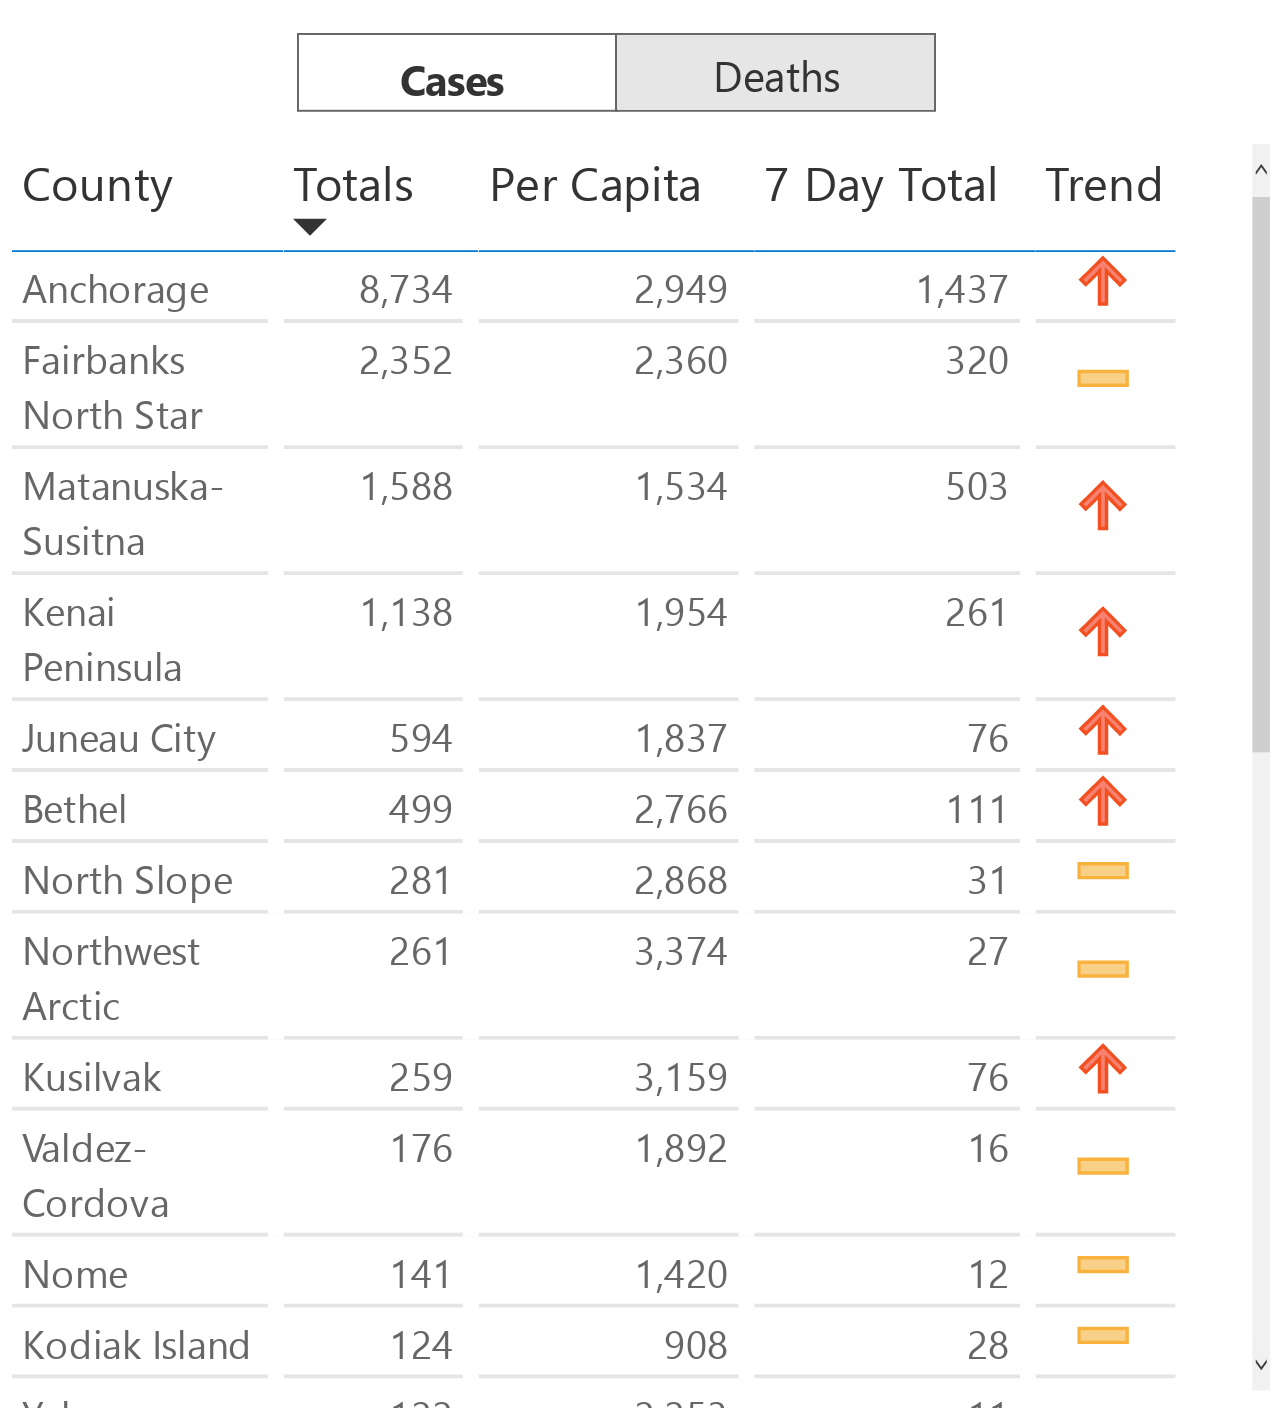 Cases Deaths
County Totals Per Capita 7 Day Total Trend
Anchorage 8,734 2,949 1,437
Fairbanks 2,352 2,360 320
North Star
Matanuska- 1,588 1,534 503
Susitna
Kenai 1,138 1,954 261
Peninsula
Juneau City 594 1,837 76
Bethel 499 2,766 111
North Slope 281 2,868 31
Northwest 261 3,374 27
Arctic
Kusilvak 259 3,159 76
Valdez- 176 1,892 16
Cordova
Nome 141 1,420 12
Kodiak Island 124 908 28